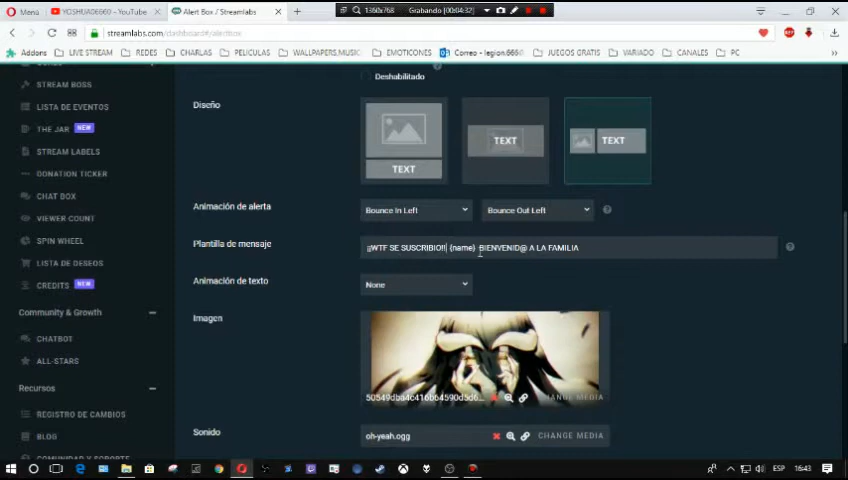 Menú
YOSHUA06660 - YouTube
Alert Box / Streamlabs
1360x768
Grabando [00:04:32]
streamlabs.com/dashboard#/alertbox
Addons
LIVE STREAM
REDES
CHARLAS
PELICULAS
WALLPAPERS,MUSIC
EMOTICONES
Correo - legion666
JUEGOS GRATIS
VARIADO
CANALES
PC
STREAM BOSS
LISTA DE EVENTOS
THE JAR NEW
STREAM LABELS
DONATION TICKER
CHAT BOX
VIEWER COUNT
SPIN WHEEL
LISTA DE DESEOS
CREDITS NEW
Community & Growth
CHATBOT
ALL-STARS
Recursos
REGISTRO DE CAMBIOS
BLOG
COMUNIDAD Y SOPORTE
Deshabilitado
Diseño
TEXT
TEXT
TEXT
Animación de alerta
Bounce In Left
Bounce Out Left
Plantilla de mensaje
¡¡WTF SE SUSCRIBIO!! {name} BIENVENID@ A LA FAMILIA
Animación de texto
None
Imagen
CHANGE MEDIA
Sonido
oh-yeah.ogg
CHANGE MEDIA
ESP
16:43